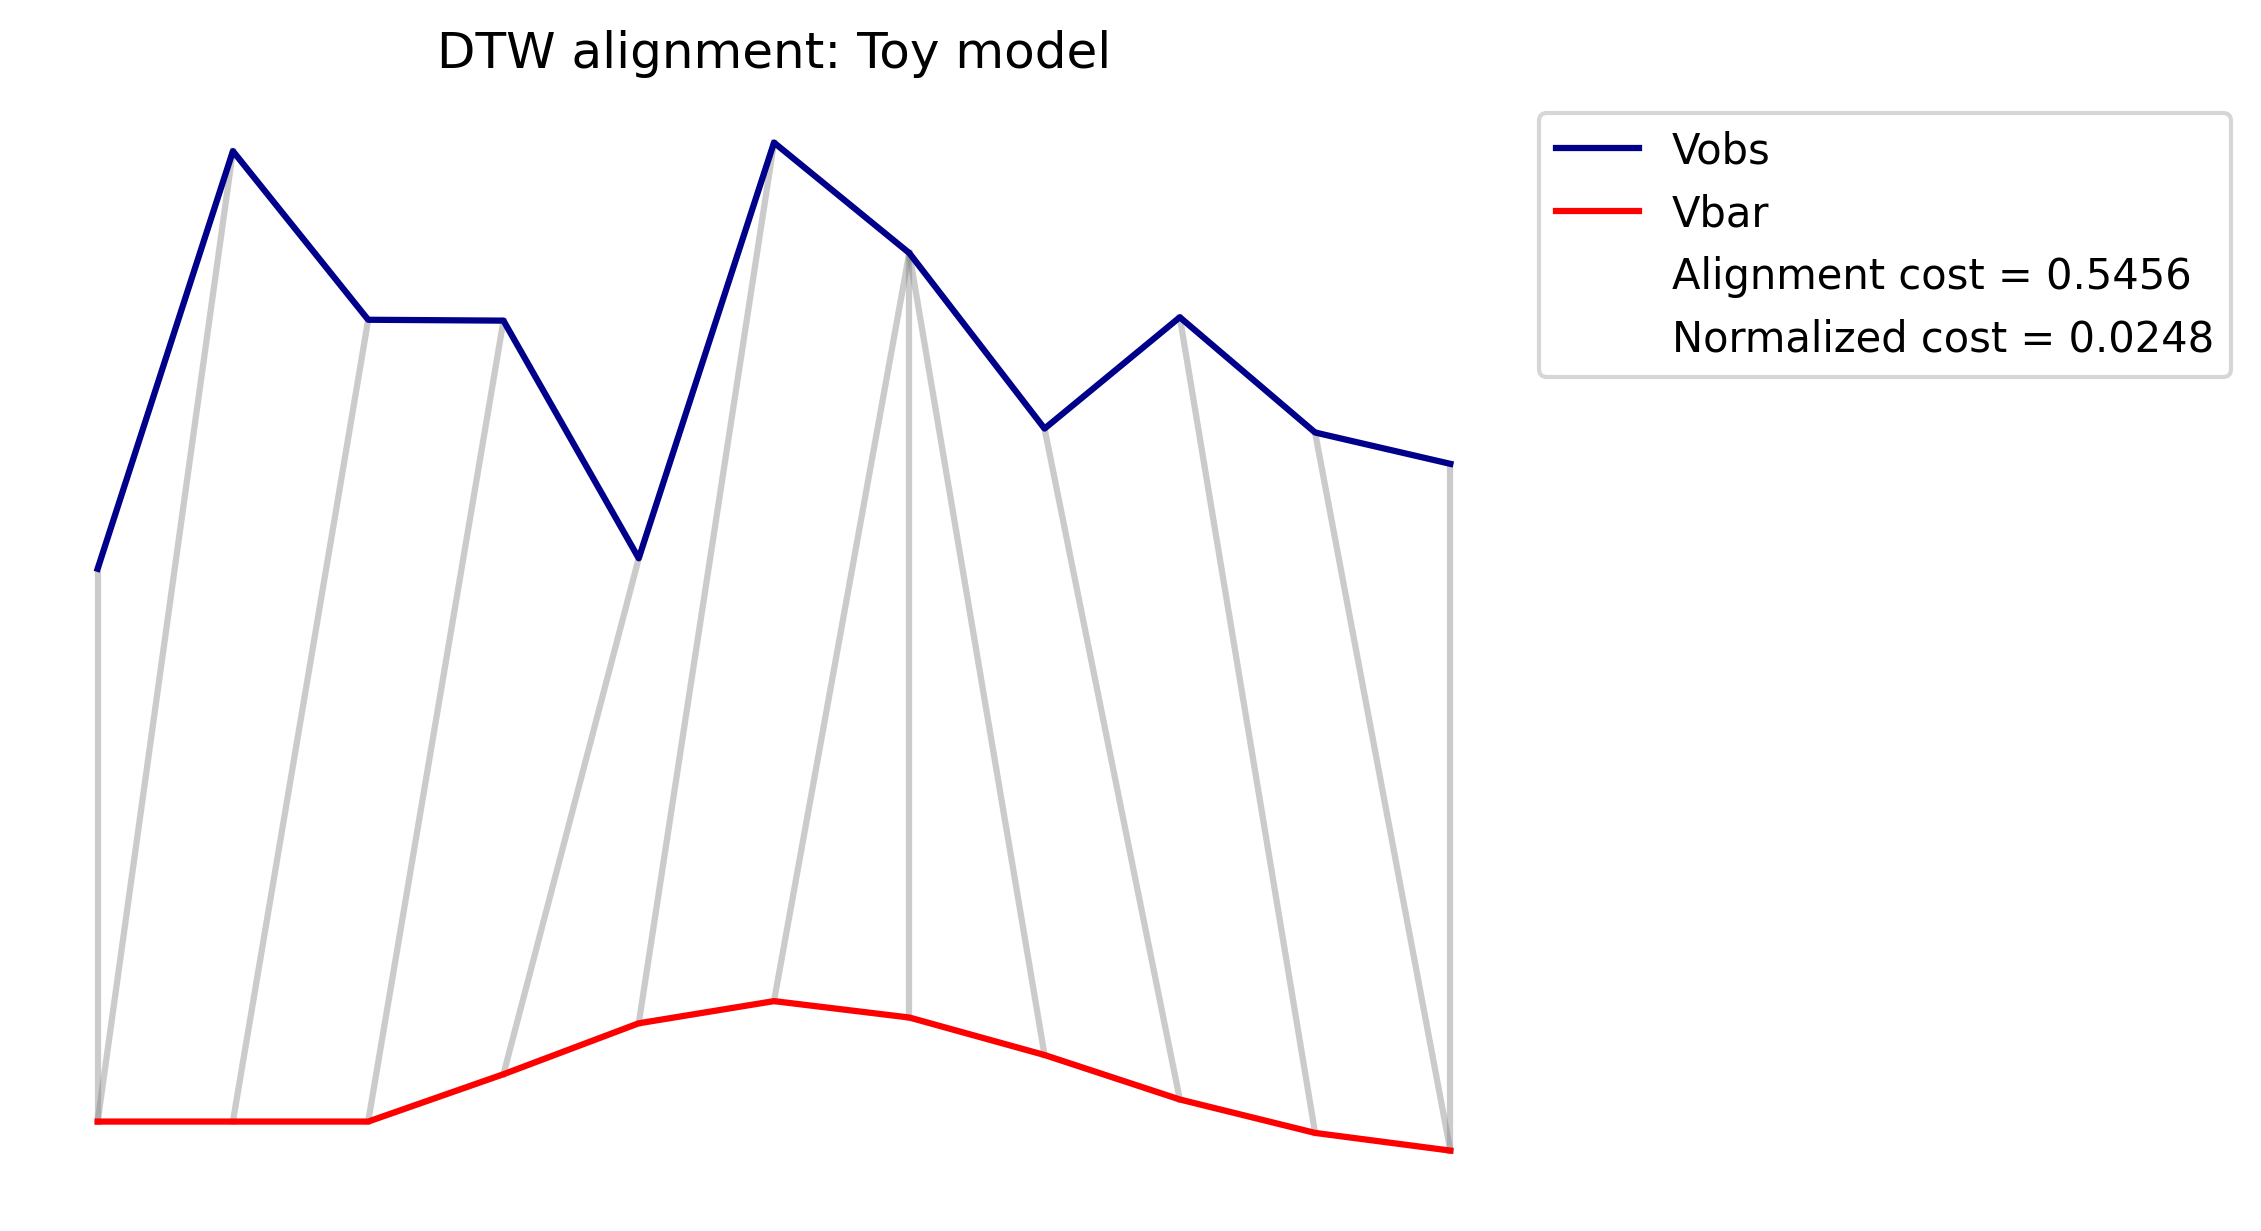 DTW alignment: Toy model
Vobs
Vbar
Alignment cost = 0.5456
Normalized cost = 0.0248